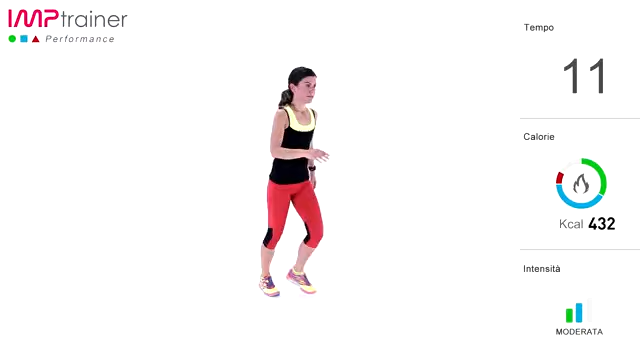 IMPtrainer
Performance
Tempo
11
Calorie
Kcal 432
Intensità
MODERATA